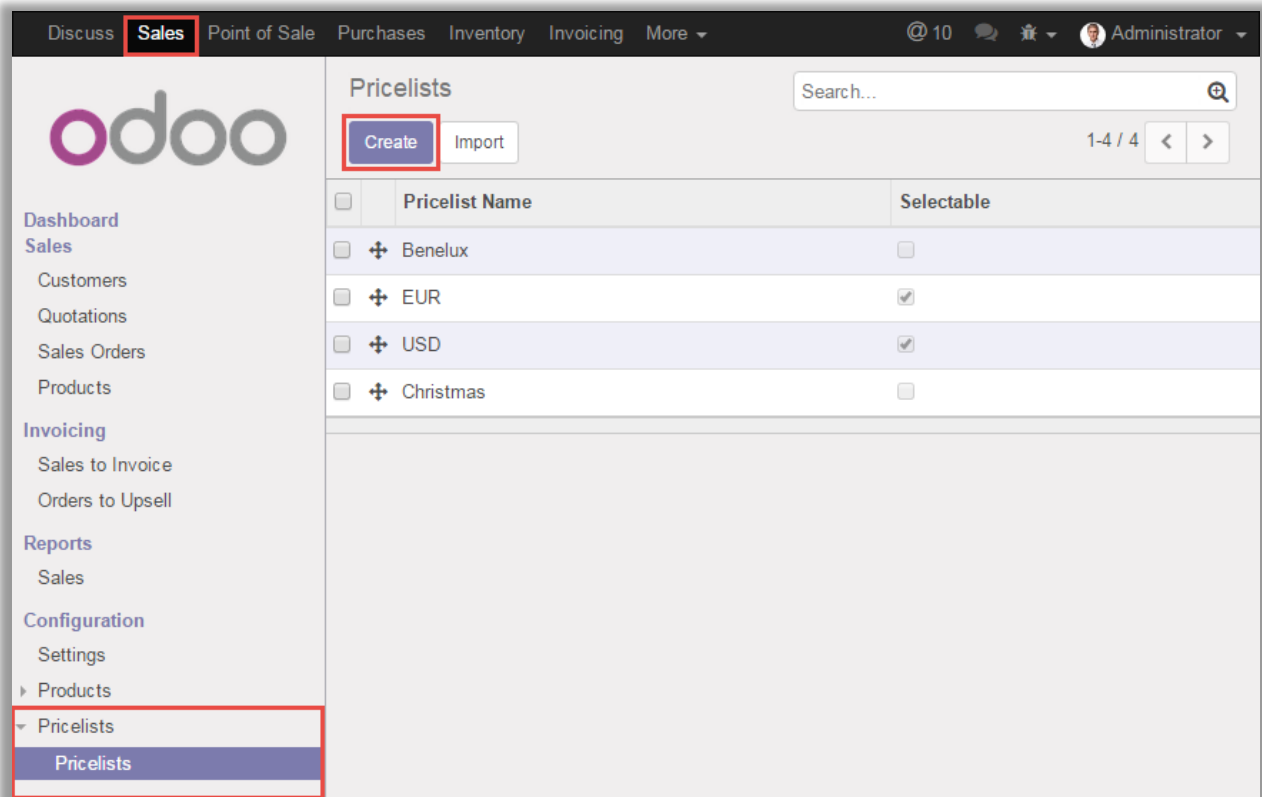 Discuss Sales Point of Sale Purchases Inventory Invoicing More @ 10 Administrator
odoo
Dashboard
Sales
Customers
Quotations
Sales Orders
Products
Invoicing
Sales to Invoice
Orders to Upsell
Reports
Sales
Configuration
Settings
Products
Pricelists
Pricelists
Pricelists
Search...
Create Import
1-4 / 4
Pricelist Name Selectable
Benelux
EUR
USD
Christmas